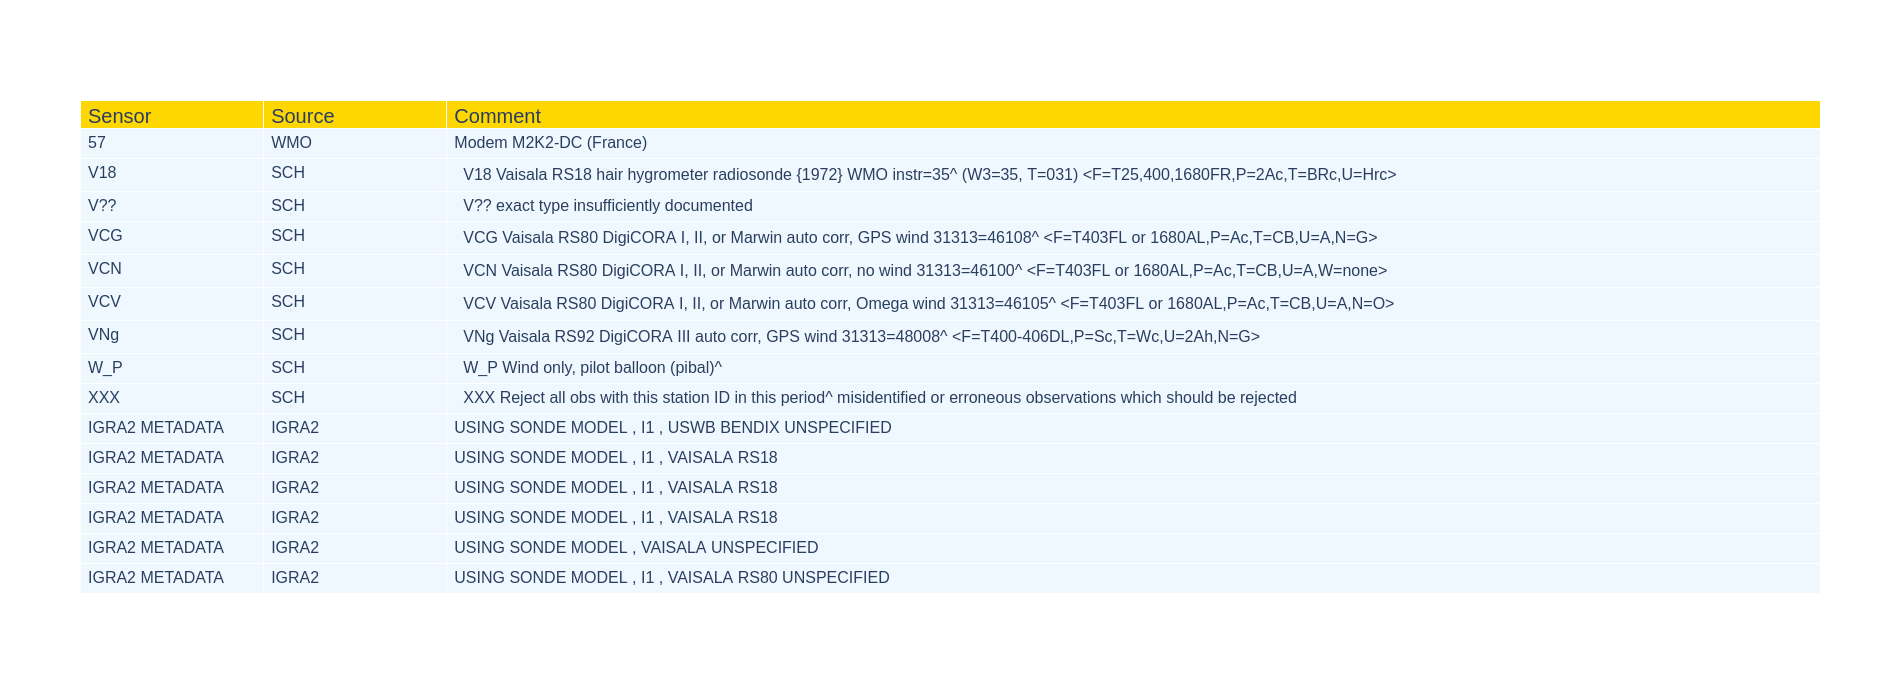 Sensor Source Comment
57 WMO Modem M2K2-DC (France)
V18 SCH V18 Vaisala RS18 hair hygrometer radiosonde {1972} WMO instr=35^ (W3=35, T=031) <F=T25,400,1680FR,P=2Ac,T=BRc,U=Hrc>
V?? SCH V?? exact type insufficiently documented
VCG SCH VCG Vaisala RS80 DigiCORA I, II, or Marwin auto corr, GPS wind 31313=46108^ <F=T403FL or 1680AL,P=Ac,T=CB,U=A,N=G>
VCN SCH VCN Vaisala RS80 DigiCORA I, II, or Marwin auto corr, no wind 31313=46100^ <F=T403FL or 1680AL,P=Ac,T=CB,U=A,W=none>
VCV SCH VCV Vaisala RS80 DigiCORA I, II, or Marwin auto corr, Omega wind 31313=46105^ <F=T403FL or 1680AL,P=Ac,T=CB,U=A,N=O>
VNg SCH VNg Vaisala RS92 DigiCORA III auto corr, GPS wind 31313=48008^ <F=T400-406DL,P=Sc,T=Wc,U=2Ah,N=G>
W_P SCH W_P Wind only, pilot balloon (pibal)^
XXX SCH XXX Reject all obs with this station ID in this period^ misidentified or erroneous observations which should be rejected
IGRA2 METADATA IGRA2 USING SONDE MODEL , I1 , USWB BENDIX UNSPECIFIED
IGRA2 METADATA IGRA2 USING SONDE MODEL , I1 , VAISALA RS18
IGRA2 METADATA IGRA2 USING SONDE MODEL , I1 , VAISALA RS18
IGRA2 METADATA IGRA2 USING SONDE MODEL , I1 , VAISALA RS18
IGRA2 METADATA IGRA2 USING SONDE MODEL , VAISALA UNSPECIFIED
IGRA2 METADATA IGRA2 USING SONDE MODEL , I1 , VAISALA RS80 UNSPECIFIED